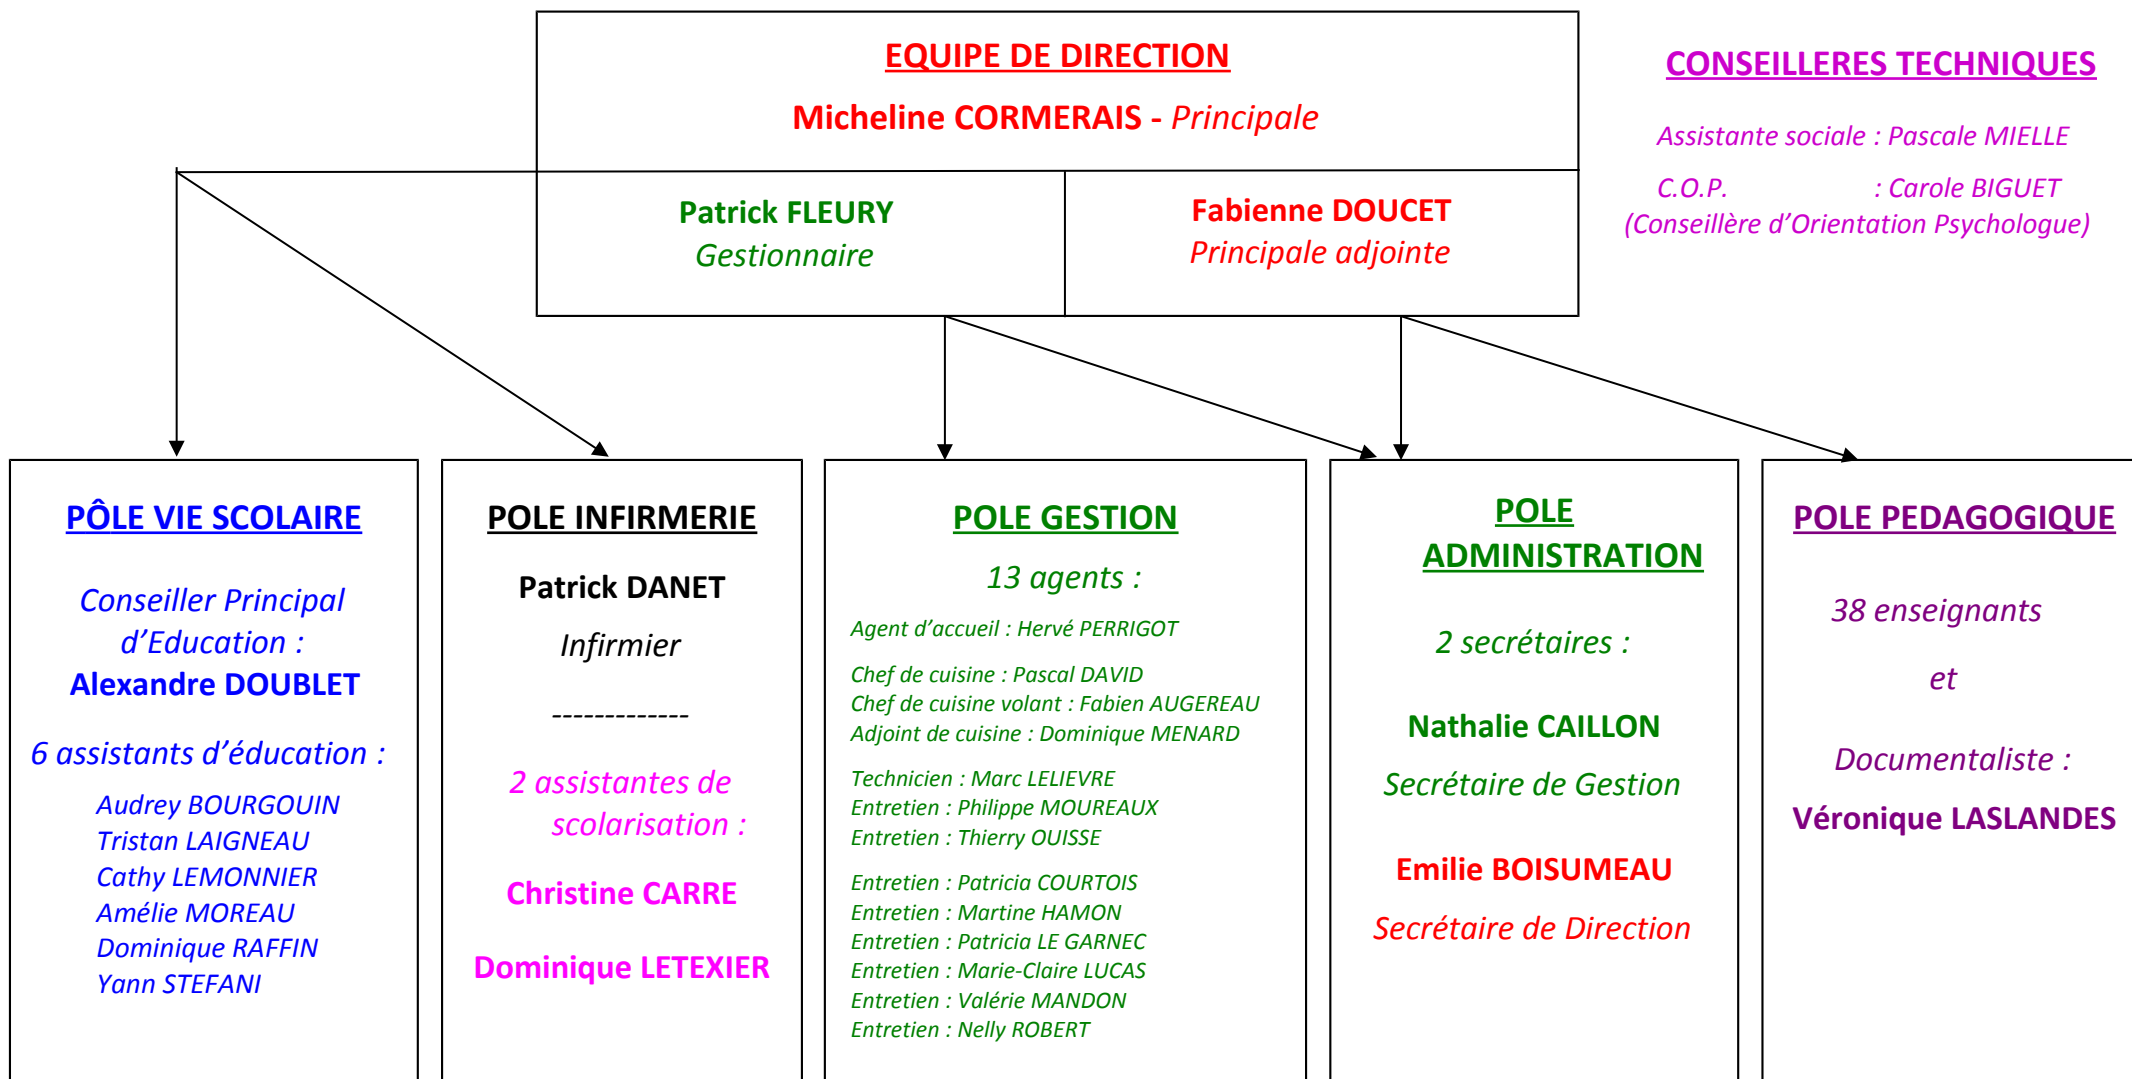 EQUIPE DE DIRECTION
Micheline CORMERAIS - Principale
Patrick FLEURY
Gestionnaire
Fabienne DOUCET
Principale adjointe
CONSEILLERES TECHNIQUES
Assistante sociale : Pascale MIELLE
C.O.P. : Carole BIGUET
(Conseillère d’Orientation Psychologue)
PÔLE VIE SCOLAIRE
Conseiller Principal
d’Education :
Alexandre DOUBLET
6 assistants d’éducation :
Audrey BOURGOUIN
Tristan LAIGNEAU
Cathy LEMONNIER
Amélie MOREAU
Dominique RAFFIN
Yann STEFANI
POLE INFIRMERIE
Patrick DANET
Infirmier
-------------
2 assistantes de
scolarisation :
Christine CARRE
Dominique LETEXIER
POLE GESTION
13 agents :
Agent d’accueil : Hervé PERRIGOT
Chef de cuisine : Pascal DAVID
Chef de cuisine volant : Fabien AUGEREAU
Adjoint de cuisine : Dominique MENARD
Technicien : Marc LELIEVRE
Entretien : Philippe MOUREAUX
Entretien : Thierry OUISSE
Entretien : Patricia COURTOIS
Entretien : Martine HAMON
Entretien : Patricia LE GARNEC
Entretien : Marie-Claire LUCAS
Entretien : Valérie MANDON
Entretien : Nelly ROBERT
POLE
ADMINISTRATION
2 secrétaires :
Nathalie CAILLON
Secrétaire de Gestion
Emilie BOISUMEAU
Secrétaire de Direction
POLE PEDAGOGIQUE
38 enseignants
et
Documentaliste :
Véronique LASLANDES